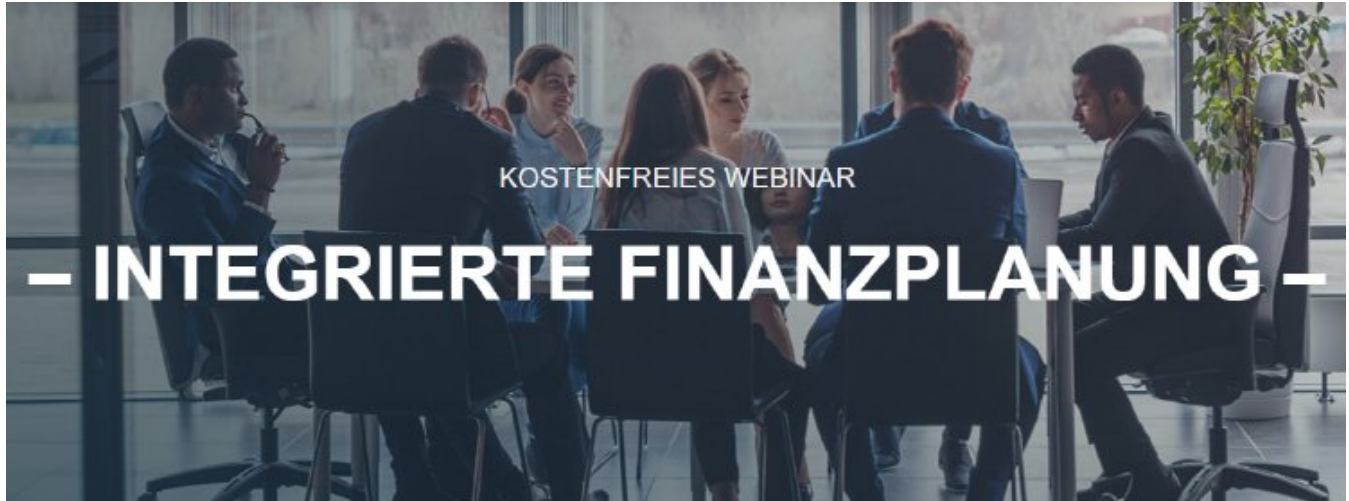 KOSTENFREIES WEBINAR
– INTEGRIERTE FINANZPLANUNG –